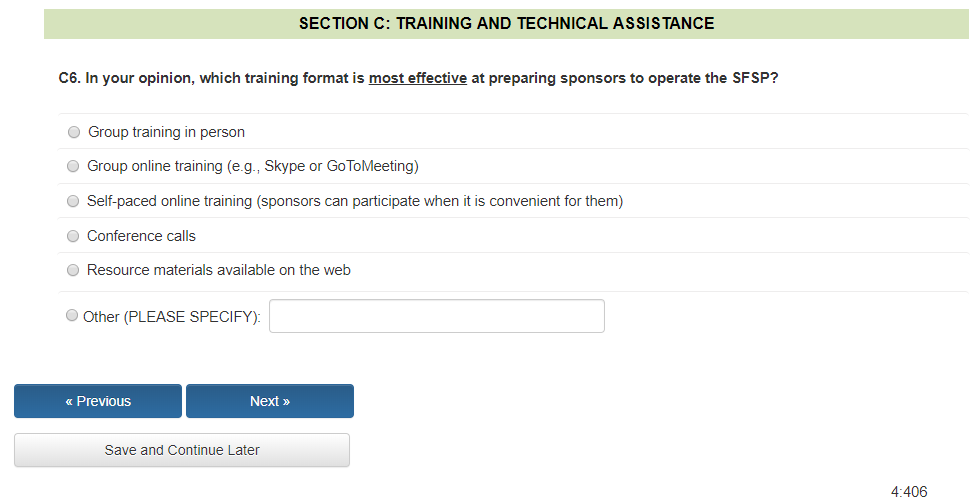 SECTION C: TRAINING AND TECHNICAL ASSISTANCE
C6. In your opinion, which training format is most effective at preparing sponsors to operate the SFSP?
Group training in person
Group online training (e.g., Skype or GoToMeeting)
Self-paced online training (sponsors can participate when it is convenient for them)
Conference calls
Resource materials available on the web
Other (PLEASE SPECIFY):
« Previous
Next »
Save and Continue Later
4:406